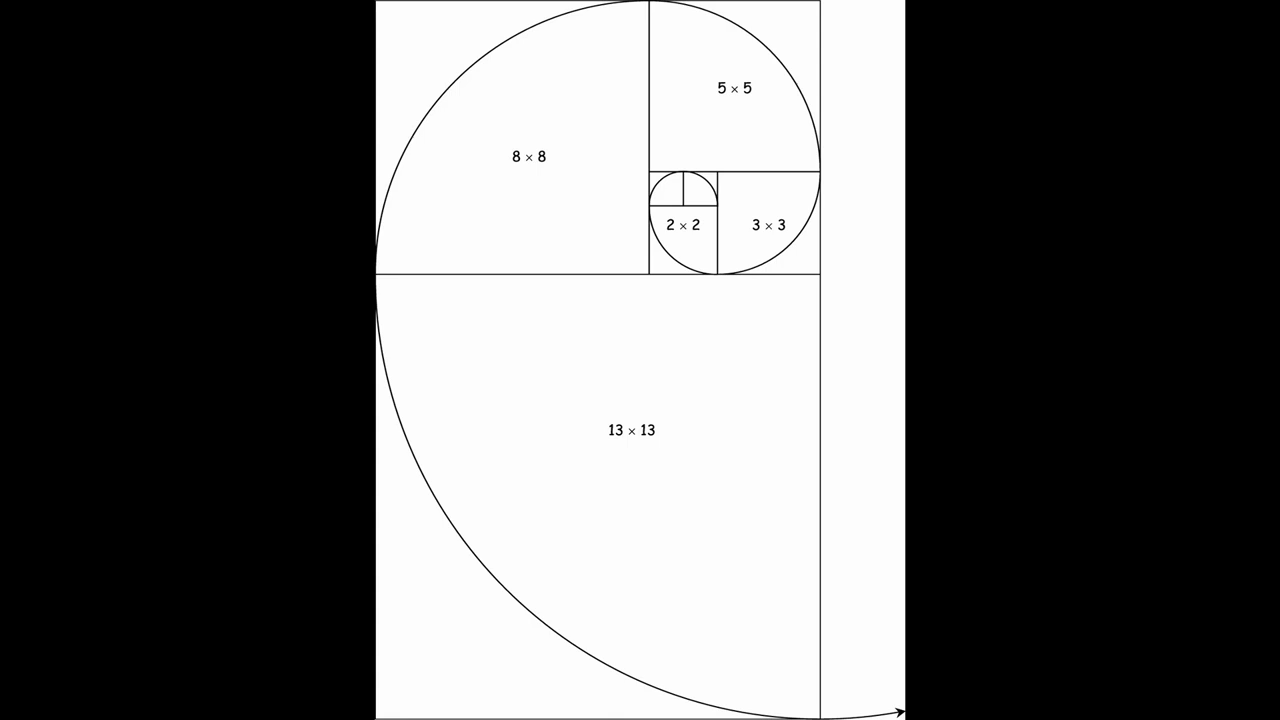 5 × 5
8 × 8
2 × 2
3 × 3
13 × 13